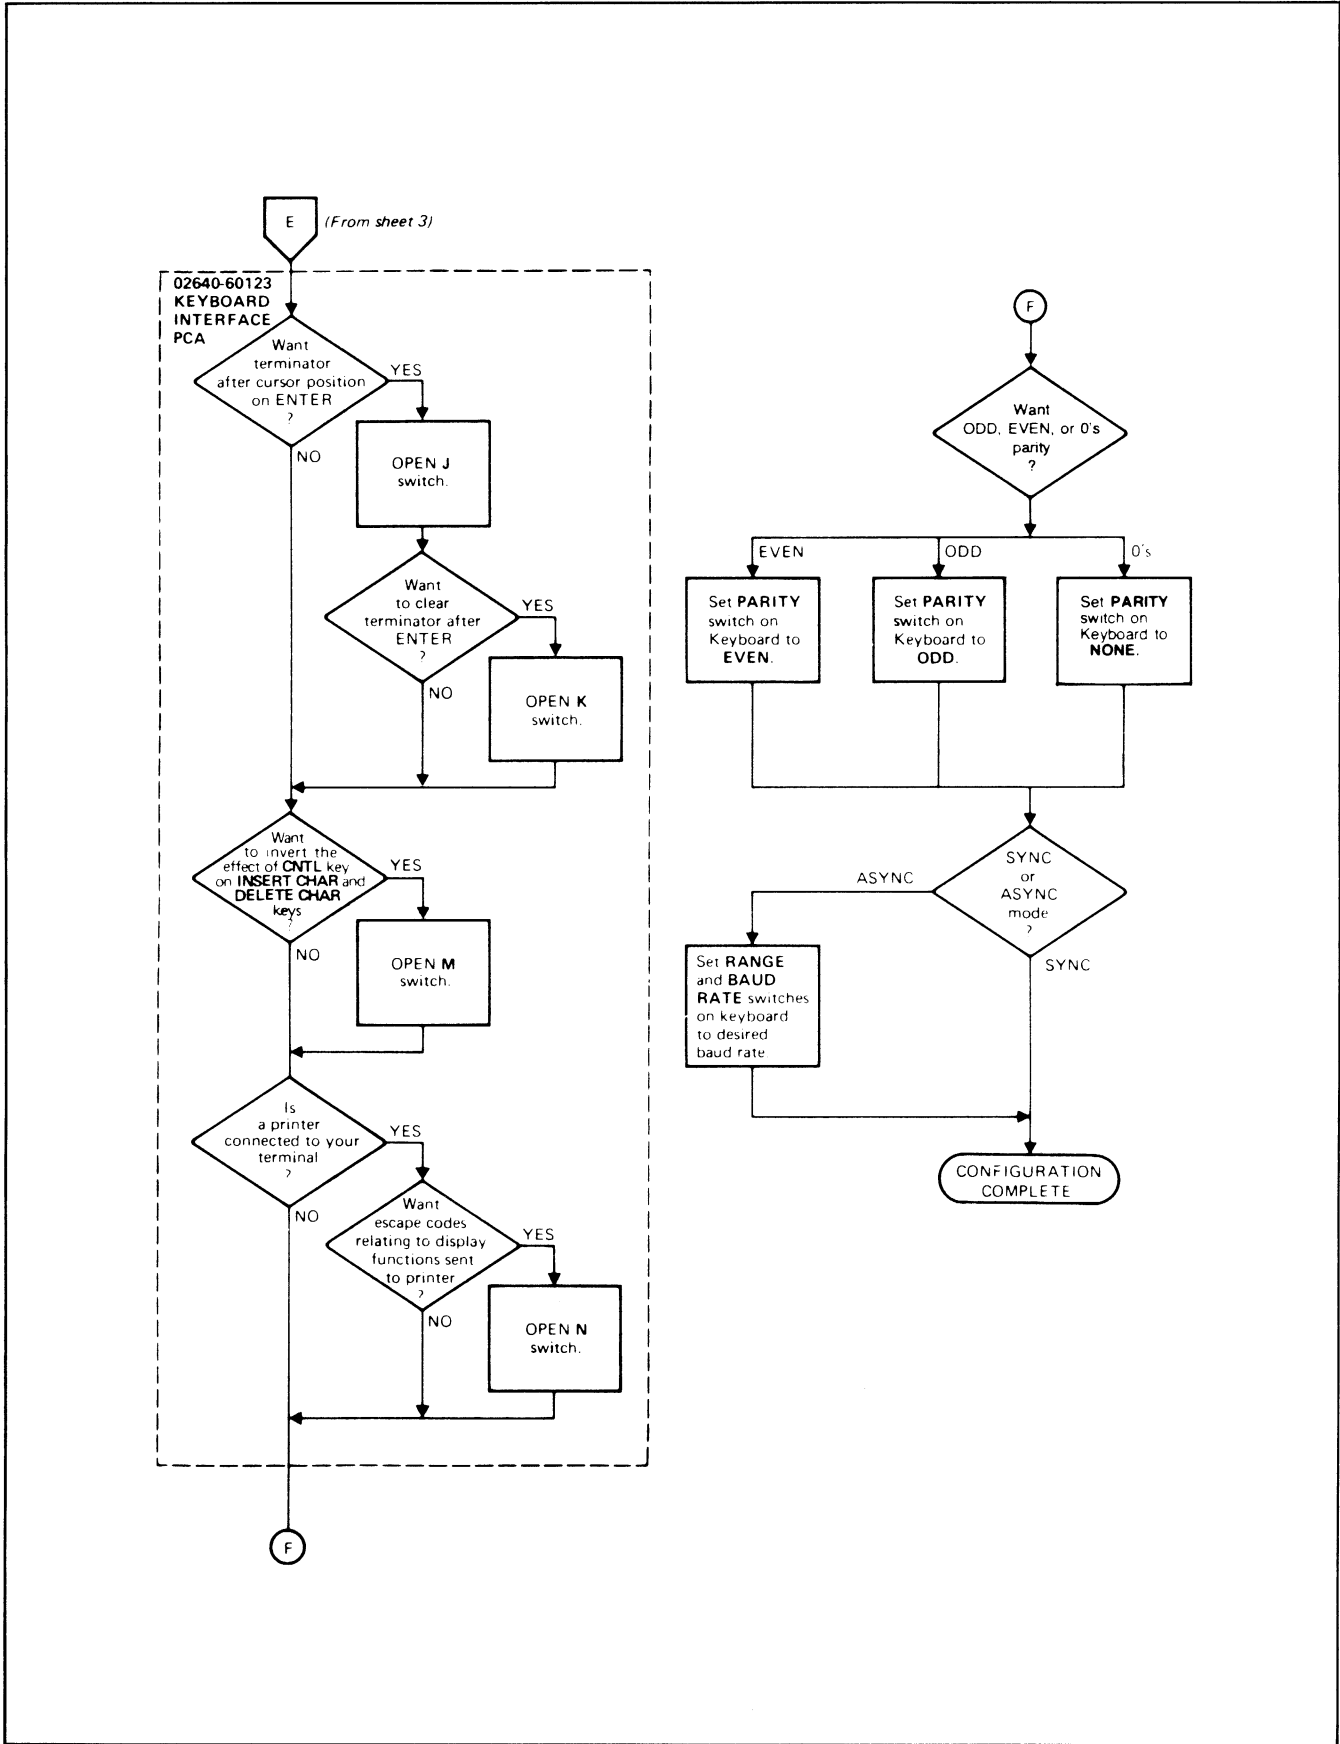 E
(From sheet 3)
02640-60123
KEYBOARD
INTERFACE
PCA
Want
terminator
after cursor position
on ENTER
?
YES
NO
OPEN J
switch.
Want
to clear
terminator after
ENTER
?
YES
NO
OPEN K
switch.
Want
to invert the
effect of CNTL key
on INSERT CHAR and
DELETE CHAR
keys
?
YES
NO
OPEN M
switch.
Is
a printer
connected to your
terminal
?
YES
NO
Want
escape codes
relating to display
functions sent
to printer
?
YES
NO
OPEN N
switch.
F
F
Want
ODD, EVEN, or 0's
parity
?
EVEN
ODD
0's
Set PARITY
switch on
Keyboard to
EVEN.
Set PARITY
switch on
Keyboard to
ODD.
Set PARITY
switch on
Keyboard to
NONE.
SYNC
or
ASYNC
mode
?
ASYNC
SYNC
Set RANGE
and BAUD
RATE switches
on keyboard
to desired
baud rate
CONFIGURATION
COMPLETE